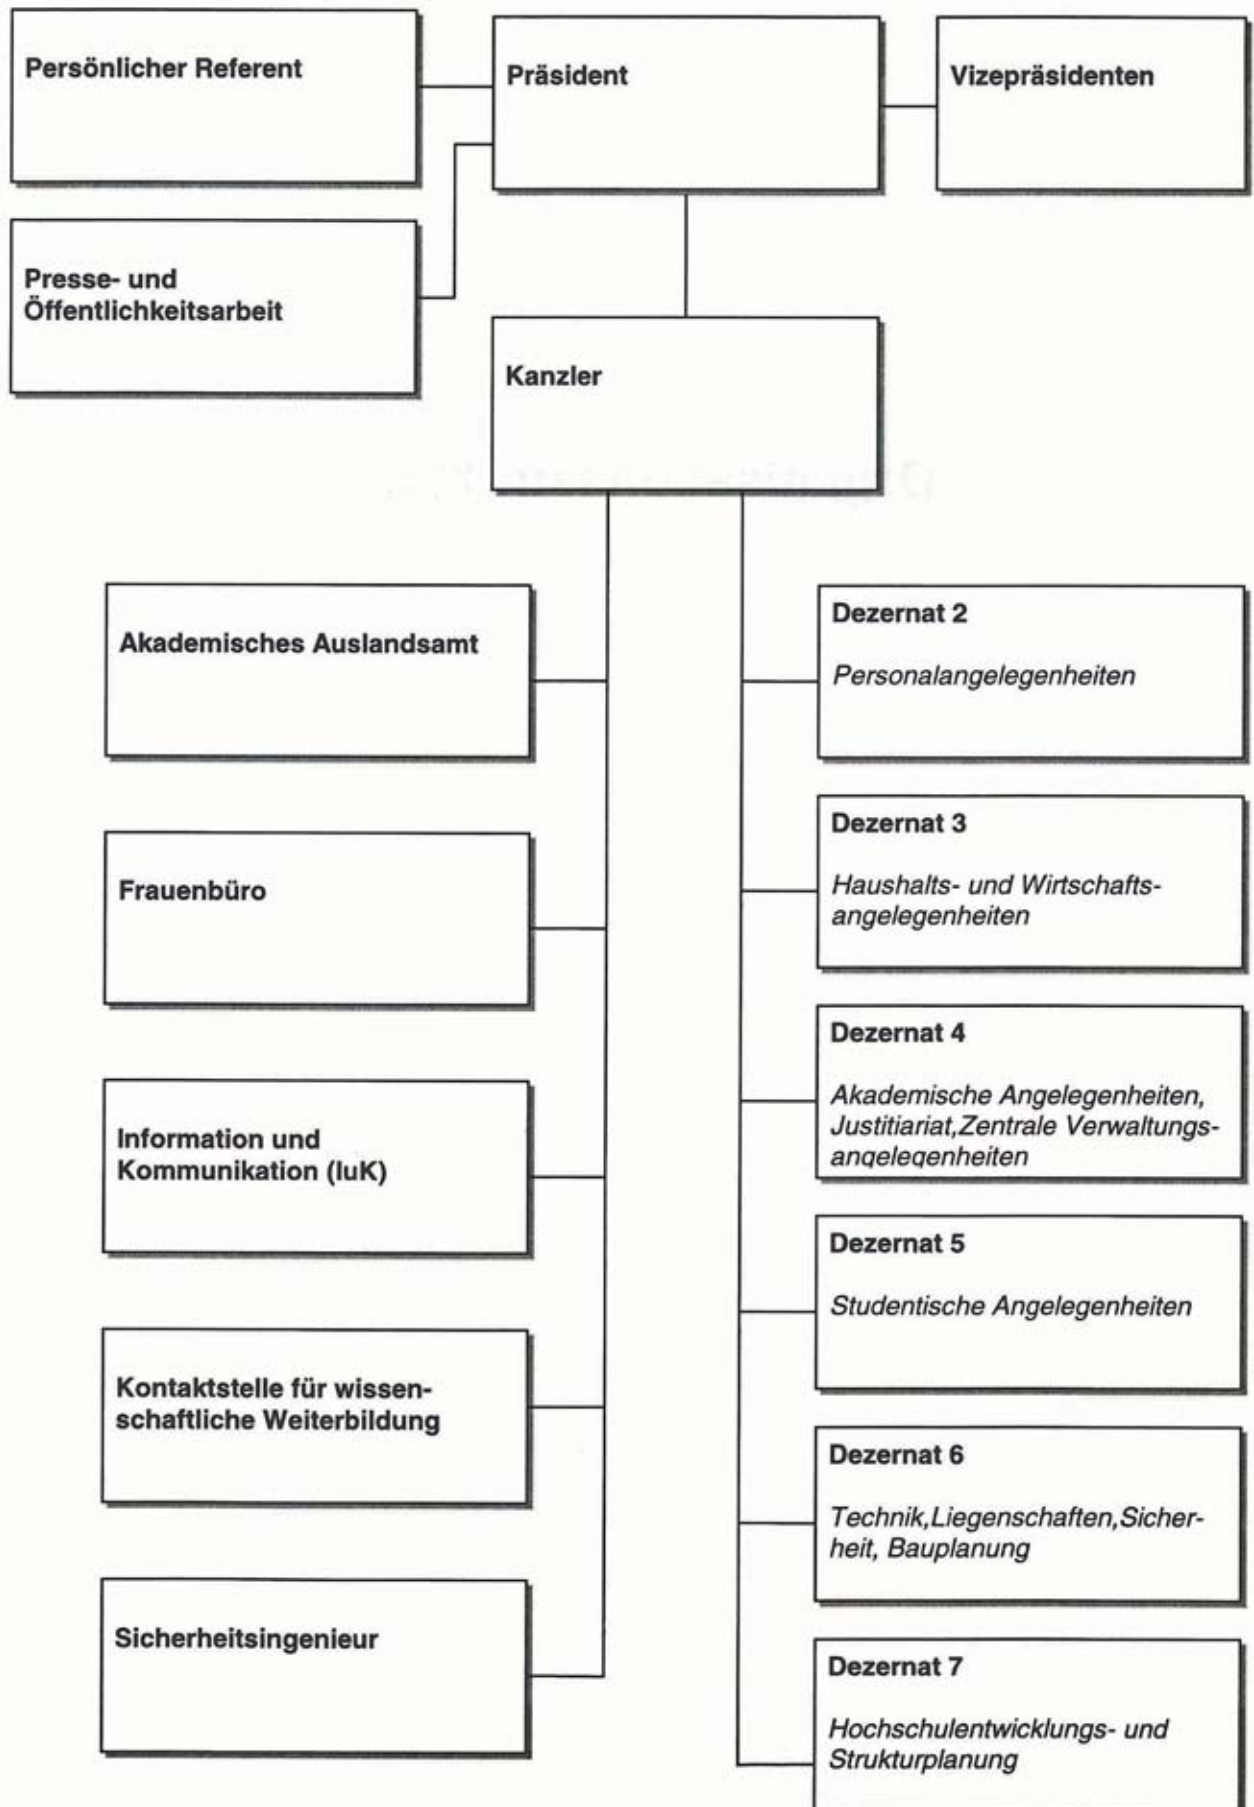 Persönlicher Referent
Präsident
Vizepräsidenten
Presse- und
Öffentlichkeitsarbeit
Kanzler
Akademisches Auslandsamt
Frauenbüro
Information und
Kommunikation (IuK)
Kontaktstelle für wissen-
schaftliche Weiterbildung
Sicherheitsingenieur
Dezernat 2
Personalangelegenheiten
Dezernat 3
Haushalts- und Wirtschafts-
angelegenheiten
Dezernat 4
Akademische Angelegenheiten,
Justitiariat,Zentrale Verwaltungs-
angelegenheiten
Dezernat 5
Studentische Angelegenheiten
Dezernat 6
Technik,Liegenschaften,Sicher-
heit, Bauplanung
Dezernat 7
Hochschulentwicklungs- und
Strukturplanung